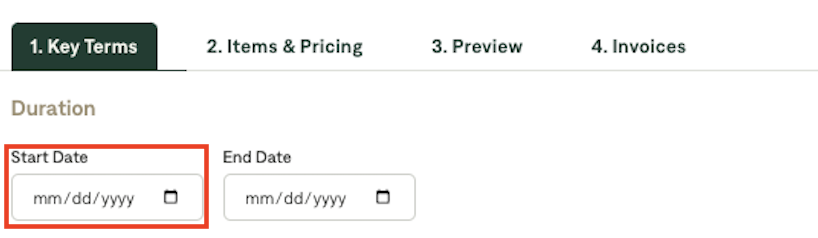 1. Key Terms 2. Items & Pricing 3. Preview 4. Invoices
Duration
Start Date End Date
mm/dd/yyyy mm/dd/yyyy